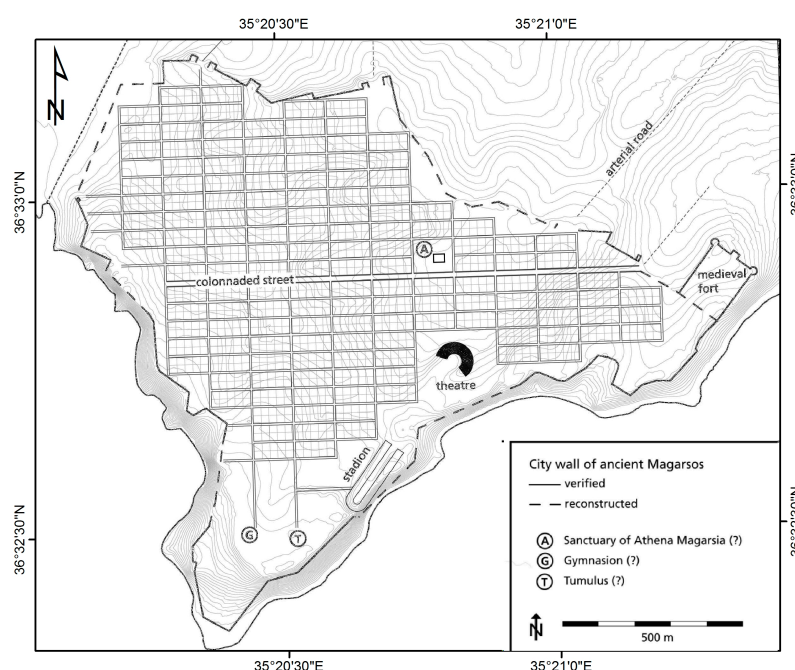 35°20'30"E
35°21'0"E
N
36°33'0"N
arterial road
A
colonnaded street
medieval
fort
theatre
stadion
36°32'30"N
G
T
City wall of ancient Magarsos
verified
reconstructed
A Sanctuary of Athena Magarsia (?)
G Gymnasion (?)
T Tumulus (?)
N
500 m
35°20'30"E
35°21'0"E